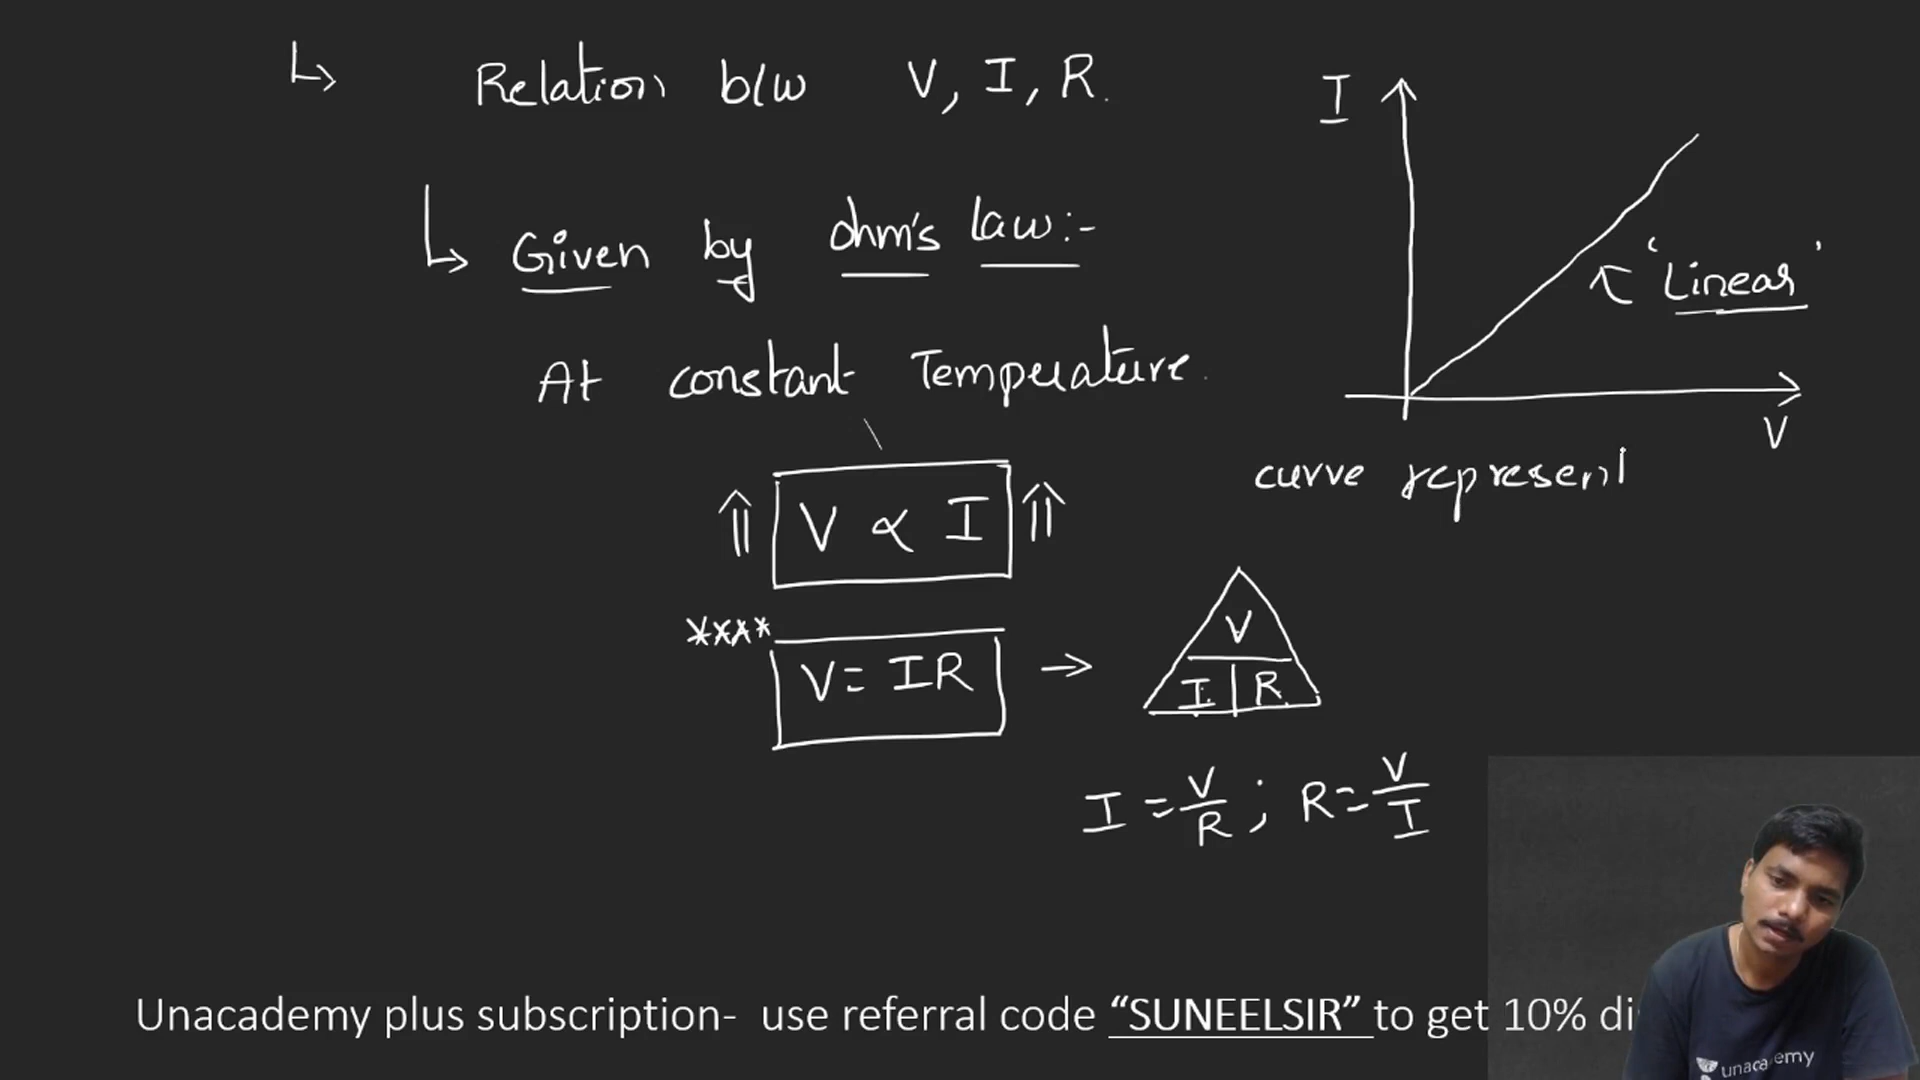 ↳ Relation b/w V, I, R.
↳ Given by ohm's law:-
At constant Temperature.
⇑ V ∝ I ⇑
**** V = IR →
V
I | R
I = V/R ; R = V/I
I
'Linear'
V
curve represent
Unacademy plus subscription- use referral code “SUNEELSIR” to get 10% di
unacademy